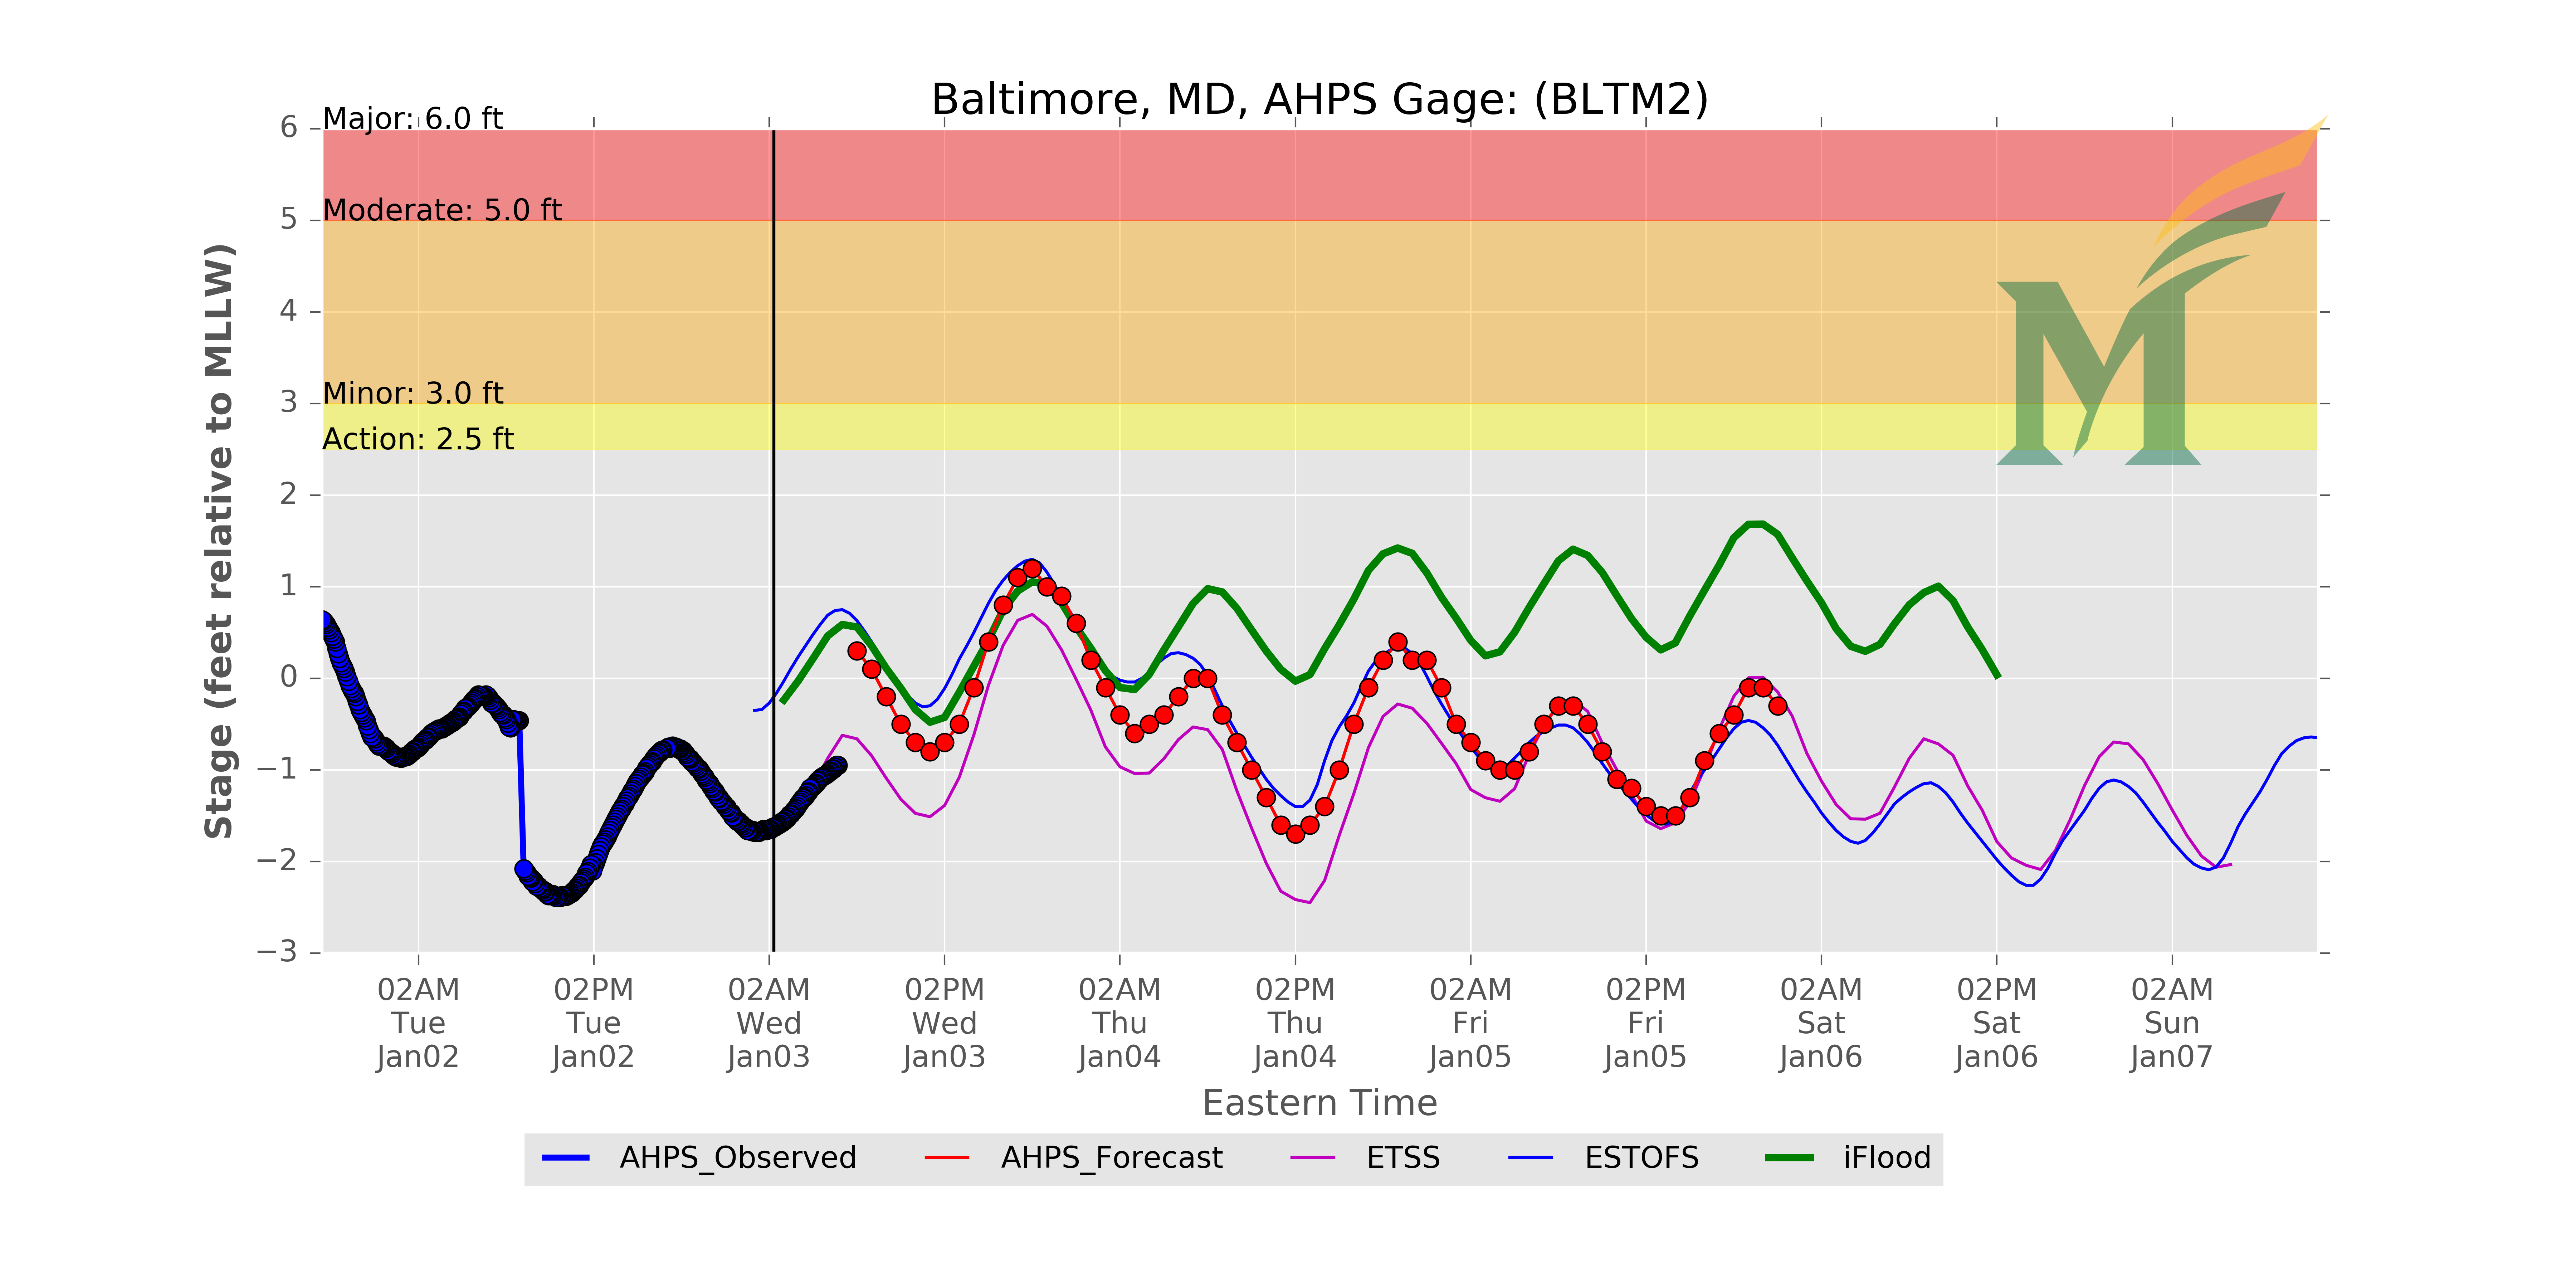 Baltimore, MD, AHPS Gage: (BLTM2)
Major: 6.0 ft
Moderate: 5.0 ft
Minor: 3.0 ft
Action: 2.5 ft
6
5
4
3
2
1
0
−1
−2
−3
Stage (feet relative to MLLW)
02AM 02PM 02AM 02PM 02AM 02PM 02AM 02PM 02AM 02PM 02AM
Tue Tue Wed Wed Thu Thu Fri Fri Sat Sat Sun
Jan02 Jan02 Jan03 Jan03 Jan04 Jan04 Jan05 Jan05 Jan06 Jan06 Jan07
Eastern Time
AHPS_Observed AHPS_Forecast ETSS ESTOFS iFlood